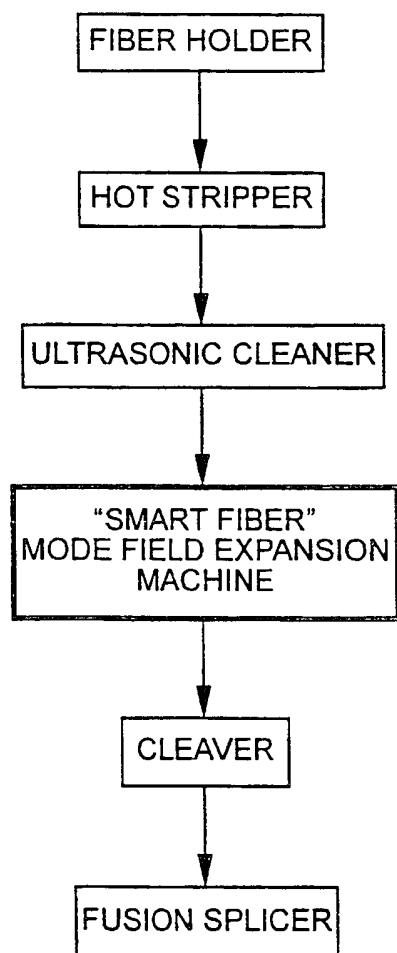 FIBER HOLDER
HOT STRIPPER
ULTRASONIC CLEANER
“SMART FIBER”
MODE FIELD EXPANSION
MACHINE
CLEAVER
FUSION SPLICER